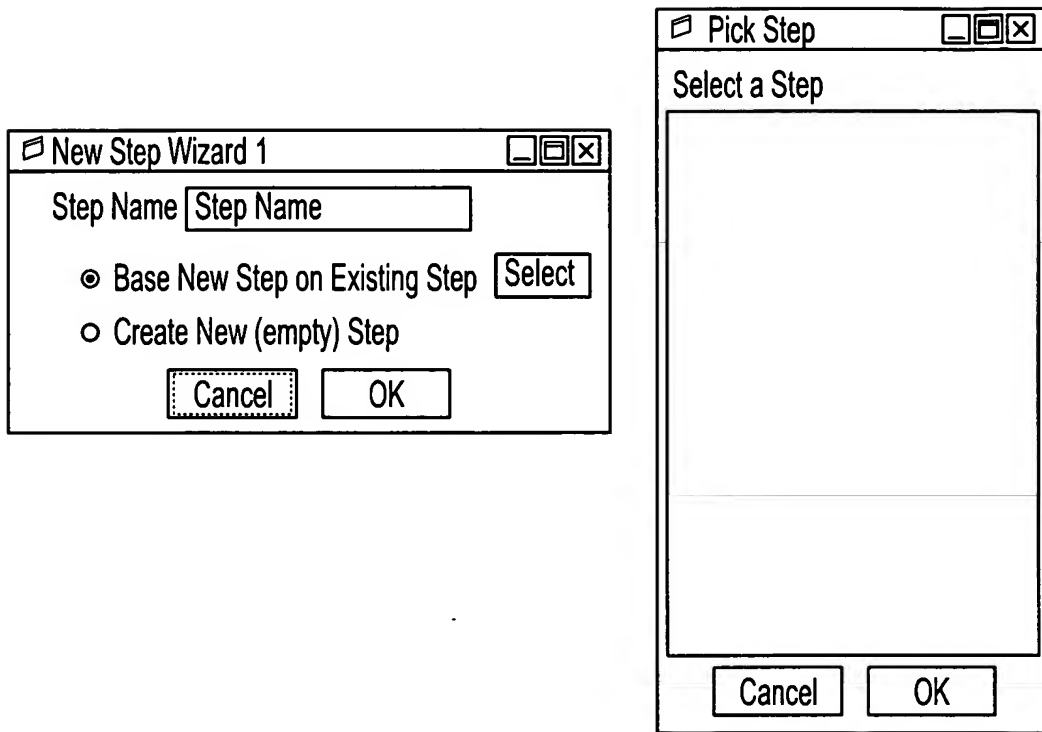 New Step Wizard 1
Step Name Step Name
Base New Step on Existing Step Select
Create New (empty) Step
Cancel OK
Pick Step
Select a Step
Cancel OK